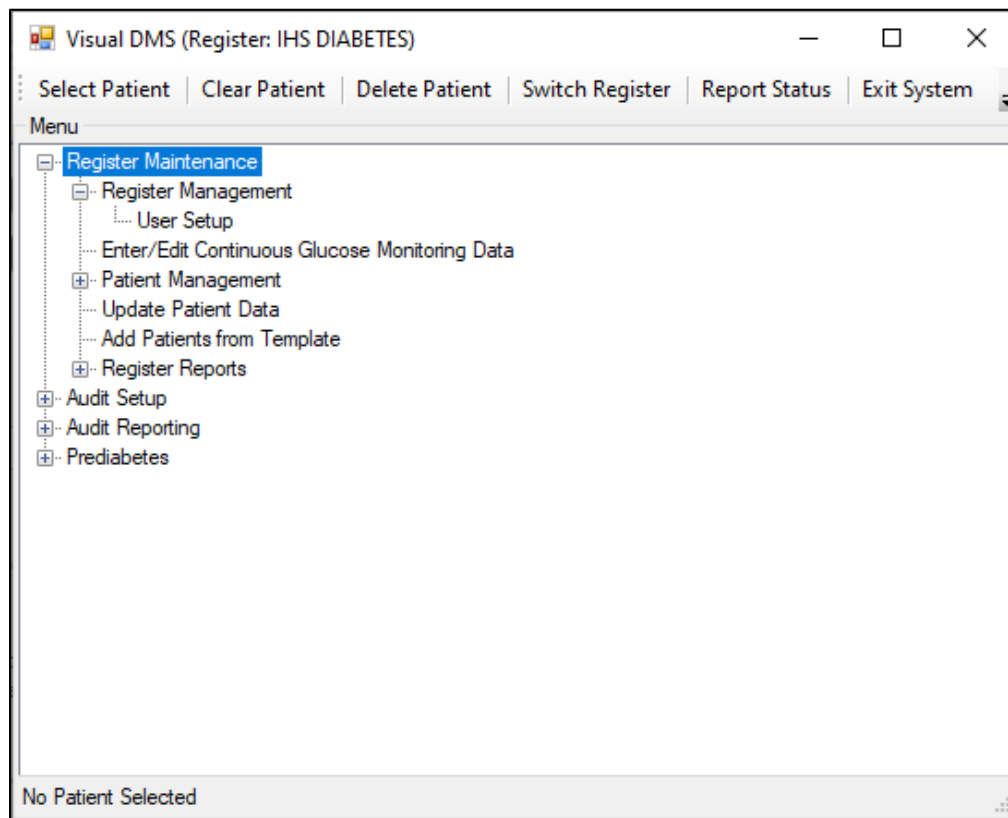 Visual DMS (Register: IHS DIABETES)
Select Patient Clear Patient Delete Patient Switch Register Report Status Exit System
Menu
Register Maintenance
Register Management
User Setup
Enter/Edit Continuous Glucose Monitoring Data
Patient Management
Update Patient Data
Add Patients from Template
Register Reports
Audit Setup
Audit Reporting
Prediabetes
No Patient Selected